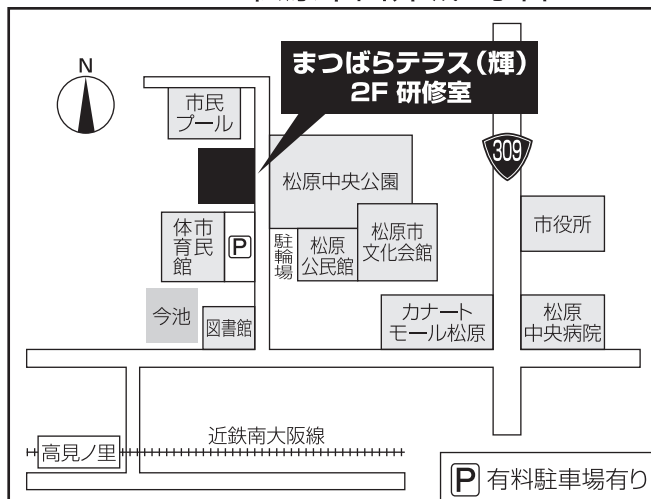 N
まつばらテラス（輝）
2F 研修室
市民
プール
309
松原中央公園
市民
体育館
P
駐輪場
松原
公民館
松原市
文化会館
市役所
今池
図書館
カナート
モール松原
松原
中央病院
近鉄南大阪線
高見ノ里
P 有料駐車場有り